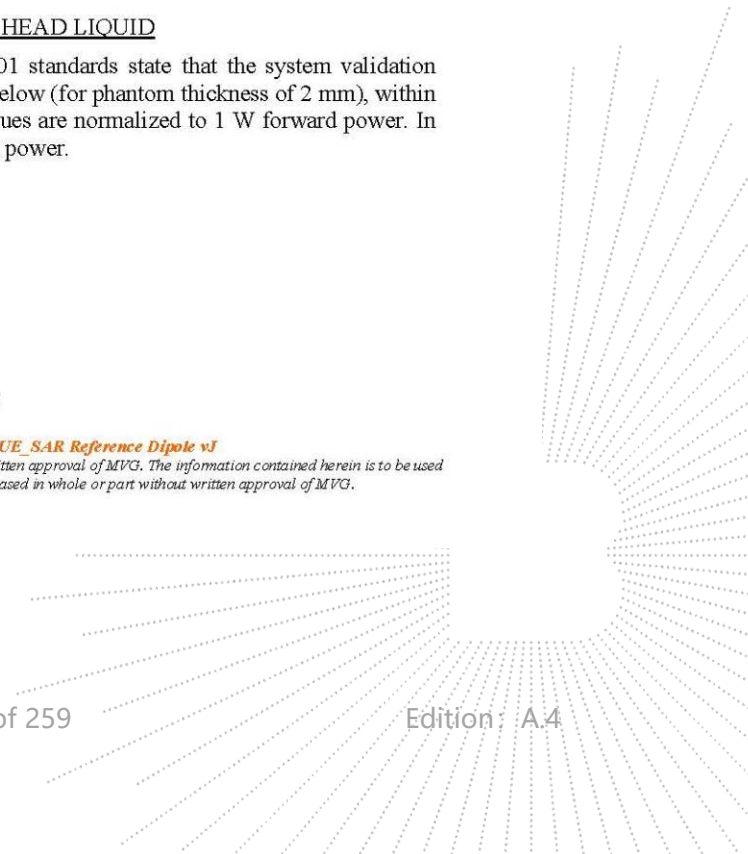 HEAD LIQUID
01 standards state that the system validation
elow (for phantom thickness of 2 mm), within
ues are normalized to 1 W forward power. In
power.
UE_SAR Reference Dipole vJ
tten approval of MVG. The information contained herein is to be used
ased in whole or part without written approval of MVG.
of 259 Edition: A.4